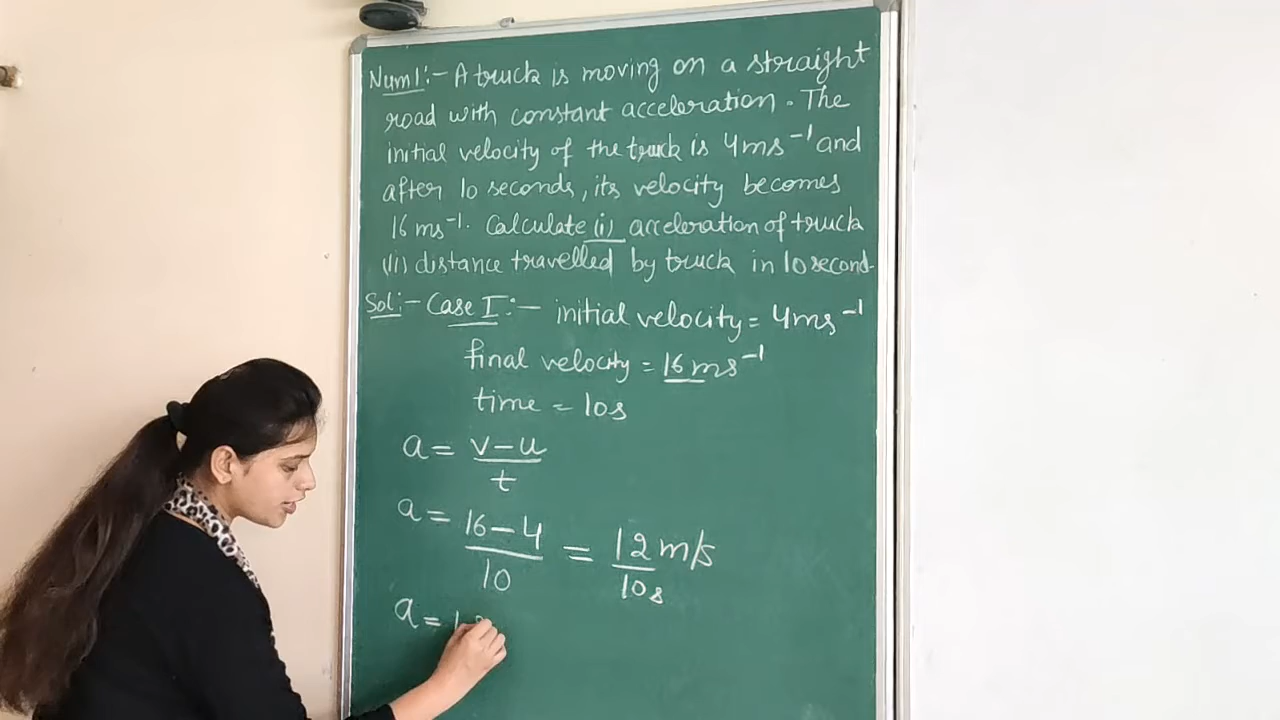 Num1:- A truck is moving on a straight
road with constant acceleration. The
initial velocity of the truck is 4ms⁻¹ and
after 10 seconds, its velocity becomes
16 ms⁻¹. Calculate (i) acceleration of truck
(ii) distance travelled by truck in 10 second.
Sol:- Case I:- initial velocity = 4ms⁻¹
final velocity = 16 ms⁻¹
time = 10s
a = v-u
t
a = 16-4 = 12 m/s
10 10s
a = 1